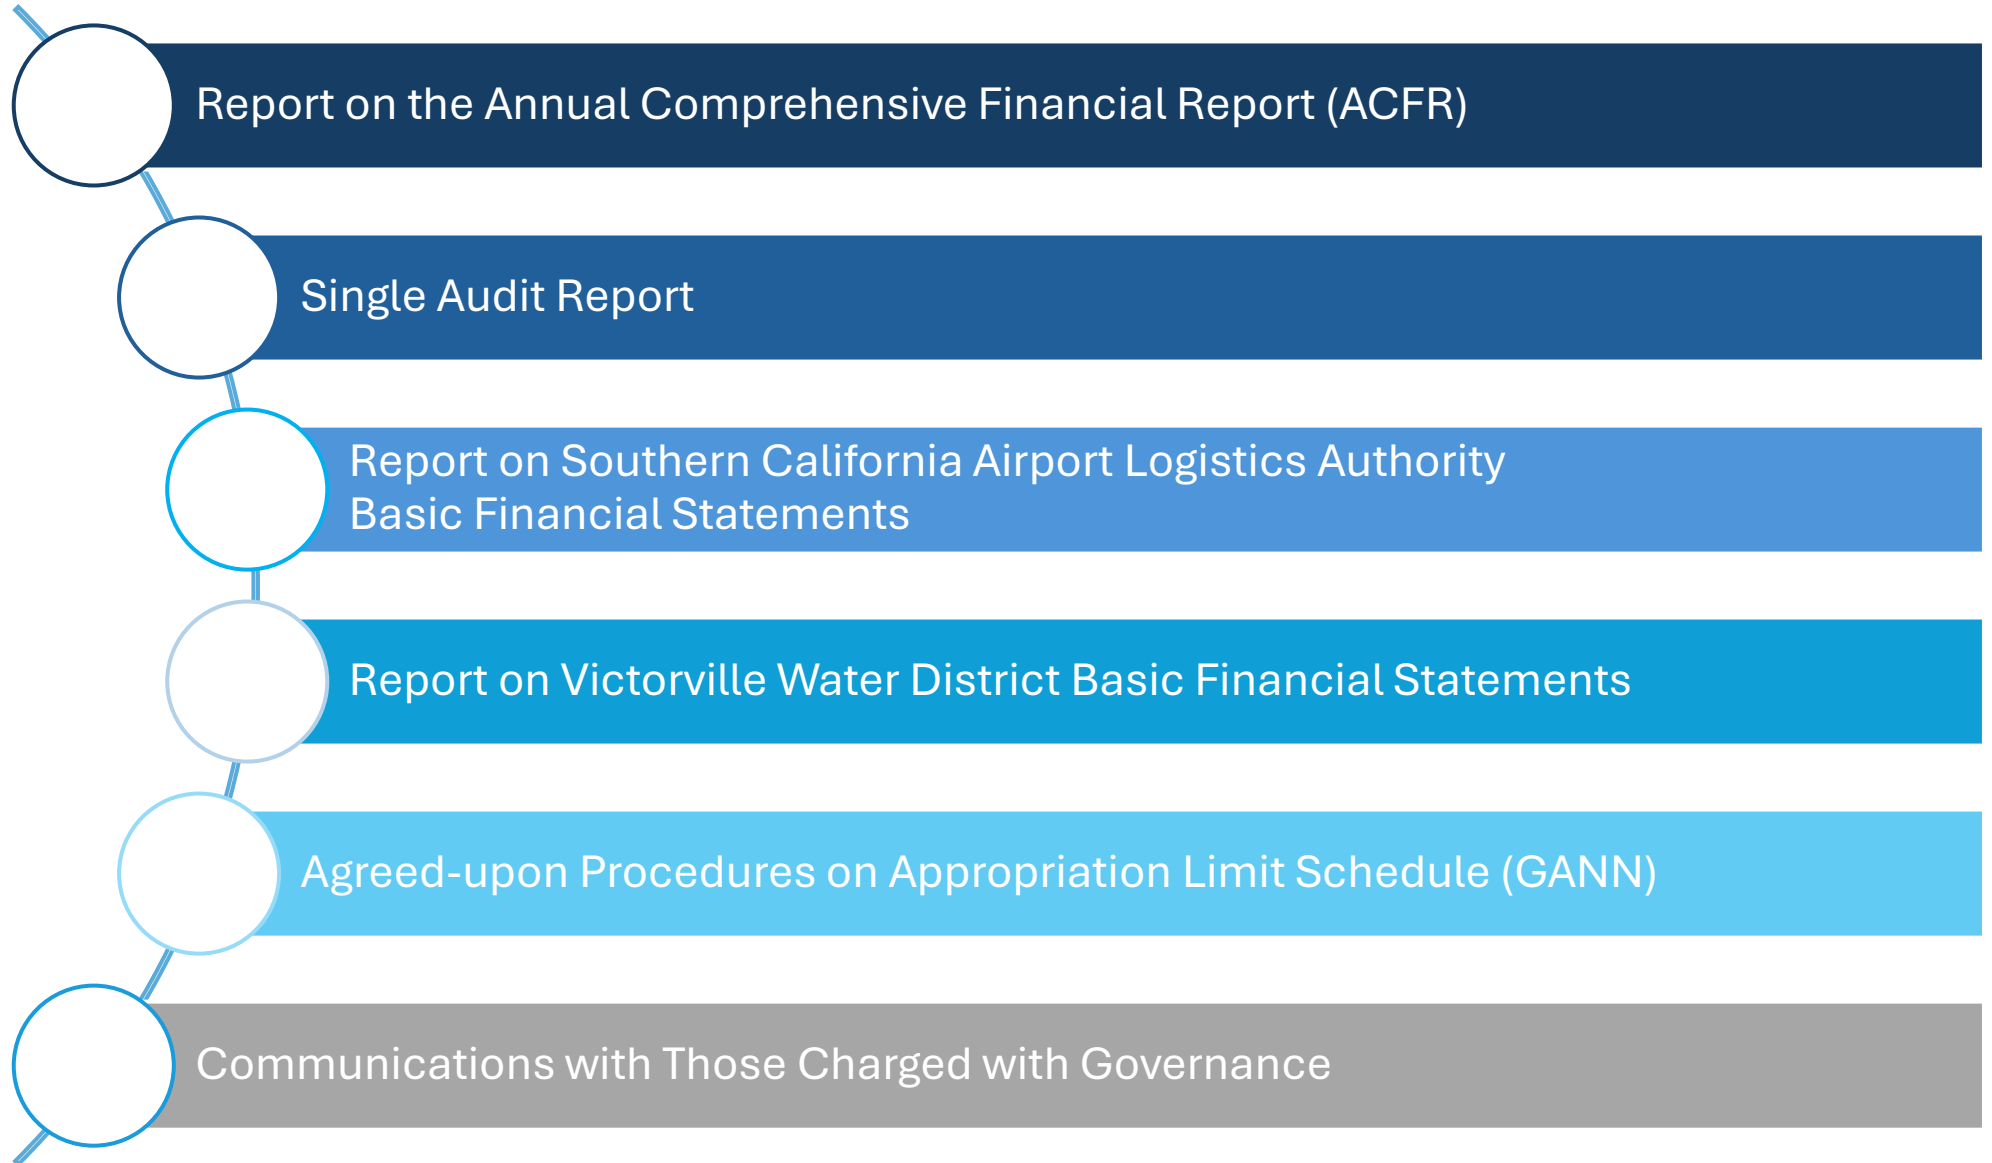 Report on the Annual Comprehensive Financial Report (ACFR)
Single Audit Report
Report on Southern California Airport Logistics Authority
Basic Financial Statements
Report on Victorville Water District Basic Financial Statements
Agreed-upon Procedures on Appropriation Limit Schedule (GANN)
Communications with Those Charged with Governance